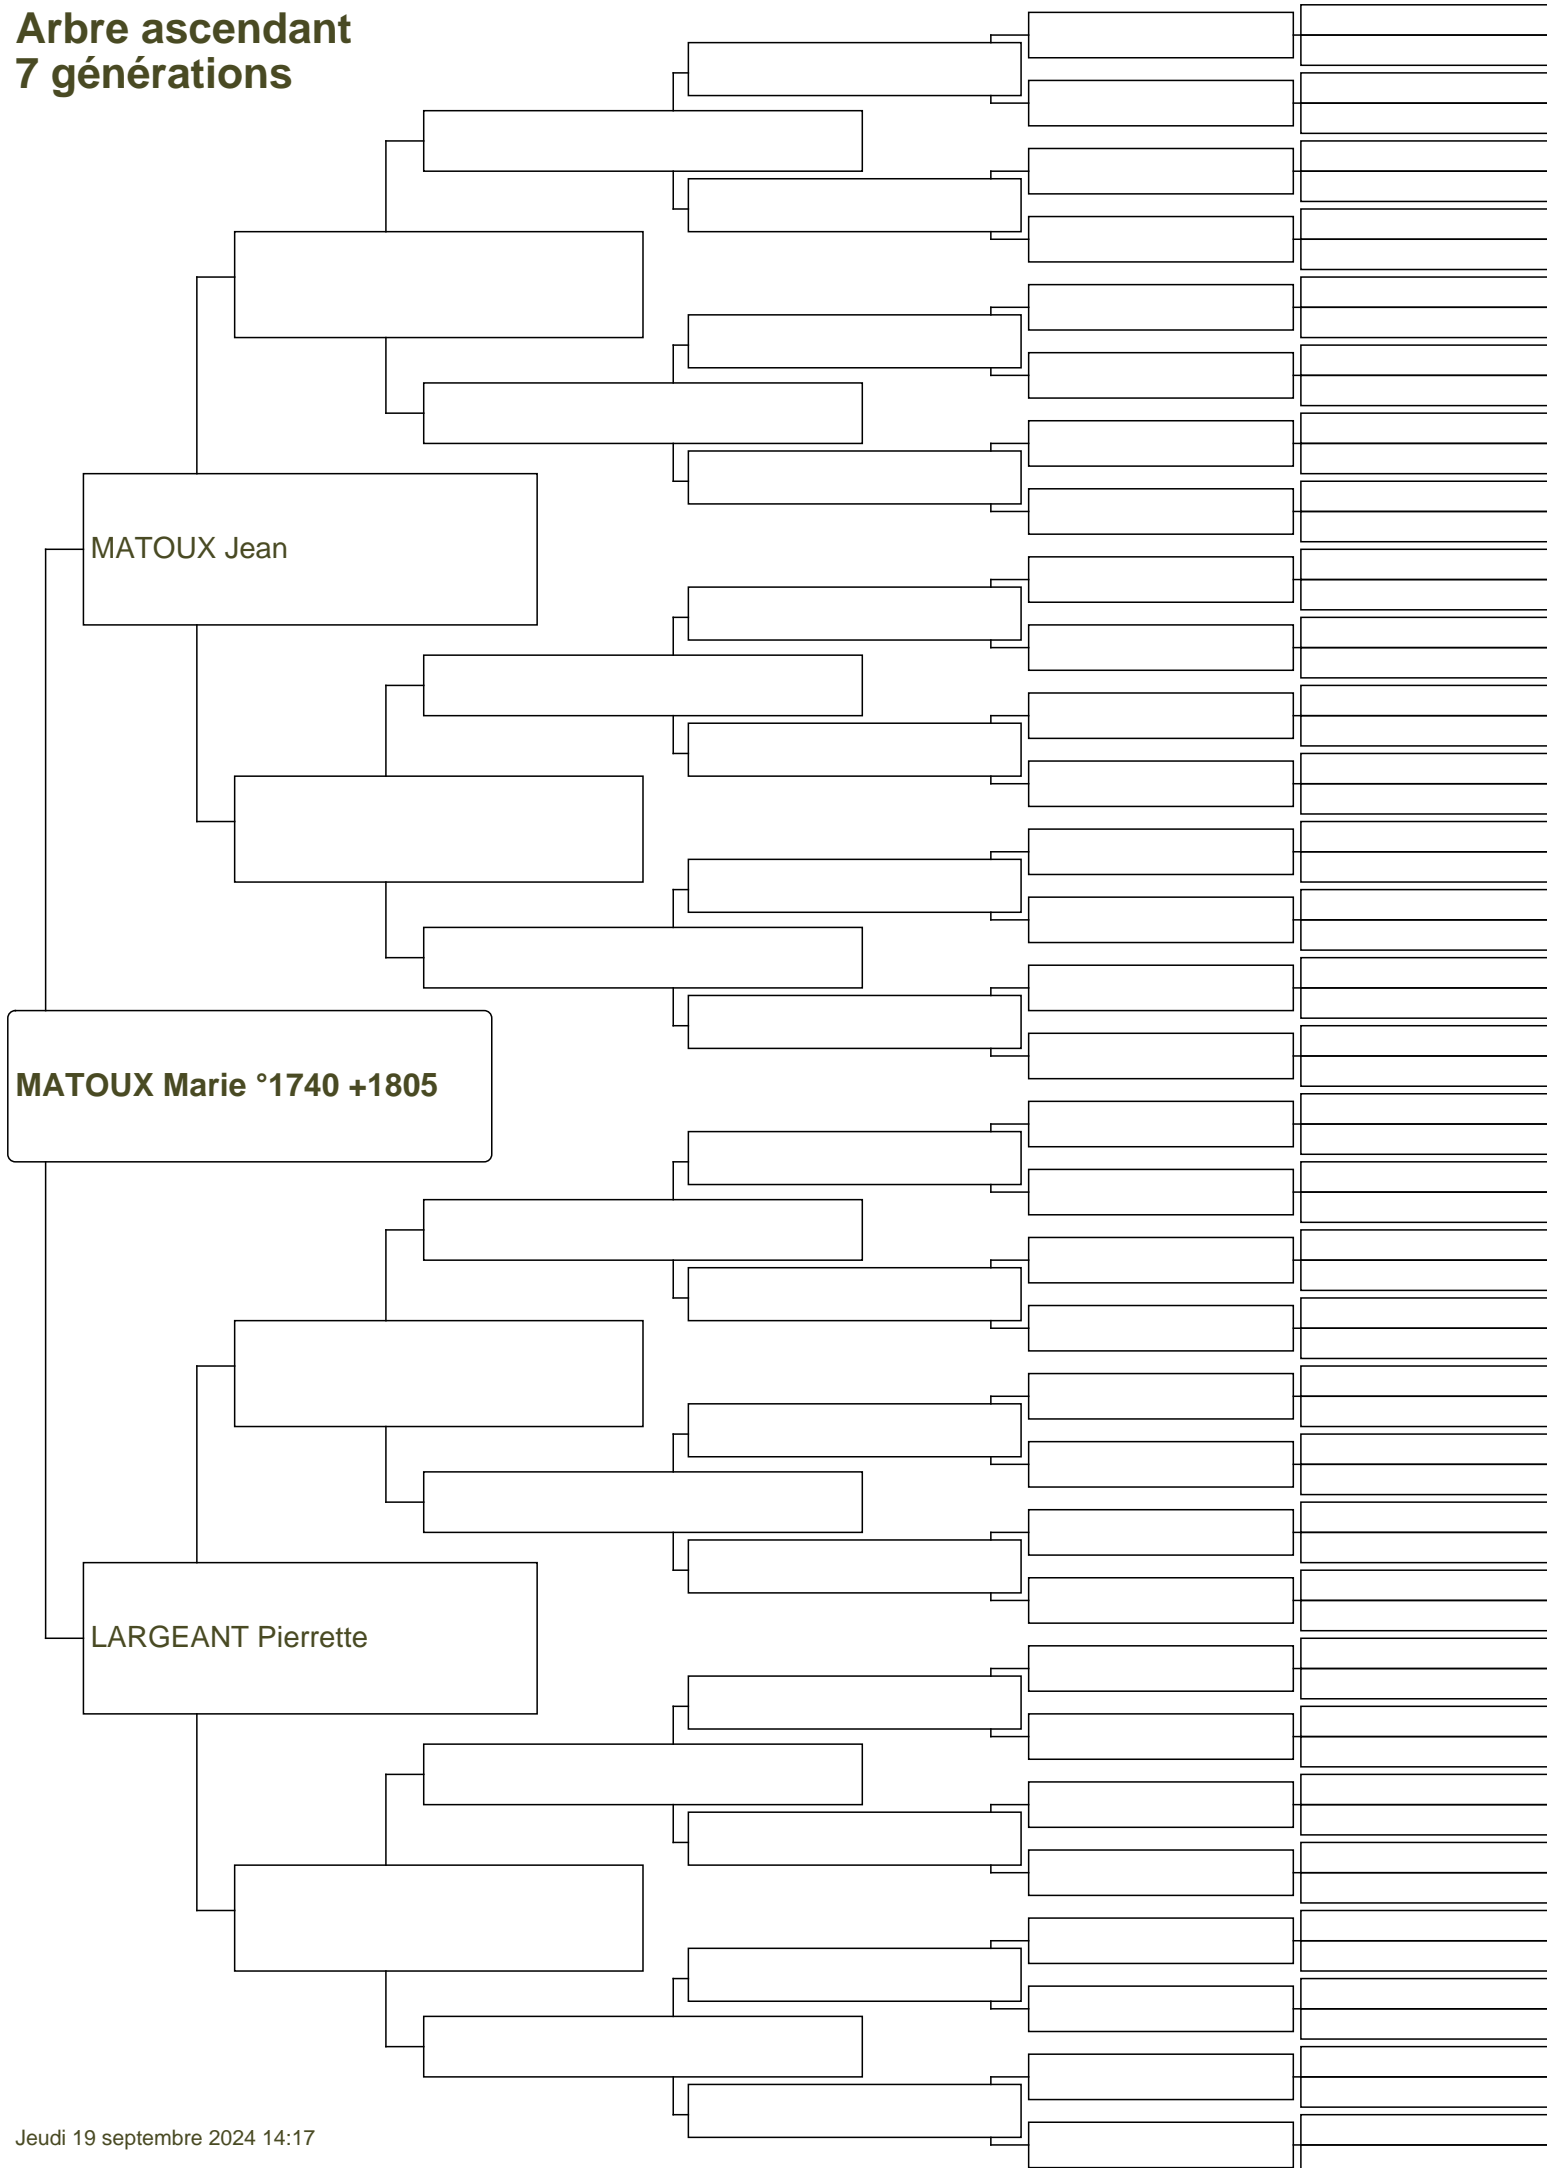 Arbre ascendant
7 générations
MATOUX Jean
MATOUX Marie °1740 +1805
LARGEANT Pierrette
Jeudi 19 septembre 2024 14:17